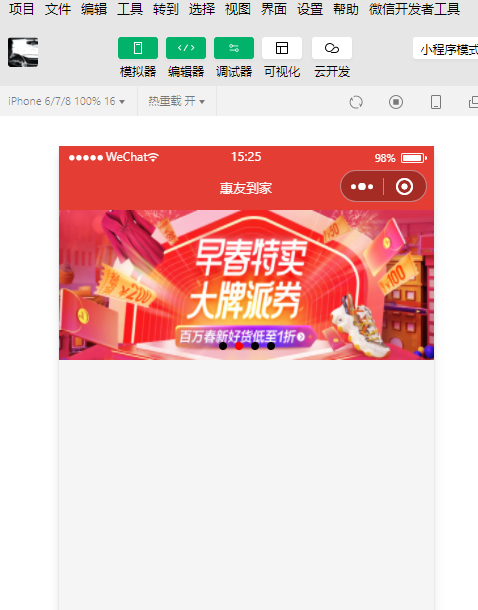 项目 文件 编辑 工具 转到 选择 视图 界面 设置 帮助 微信开发者工具
模拟器 编辑器 调试器 可视化 云开发 小程序模式
iPhone 6/7/8 100% 16 热重载 开
WeChat 15:25 98%
惠友到家
早春特卖
大牌派券
百万春新好货低至1折
¥200
¥100